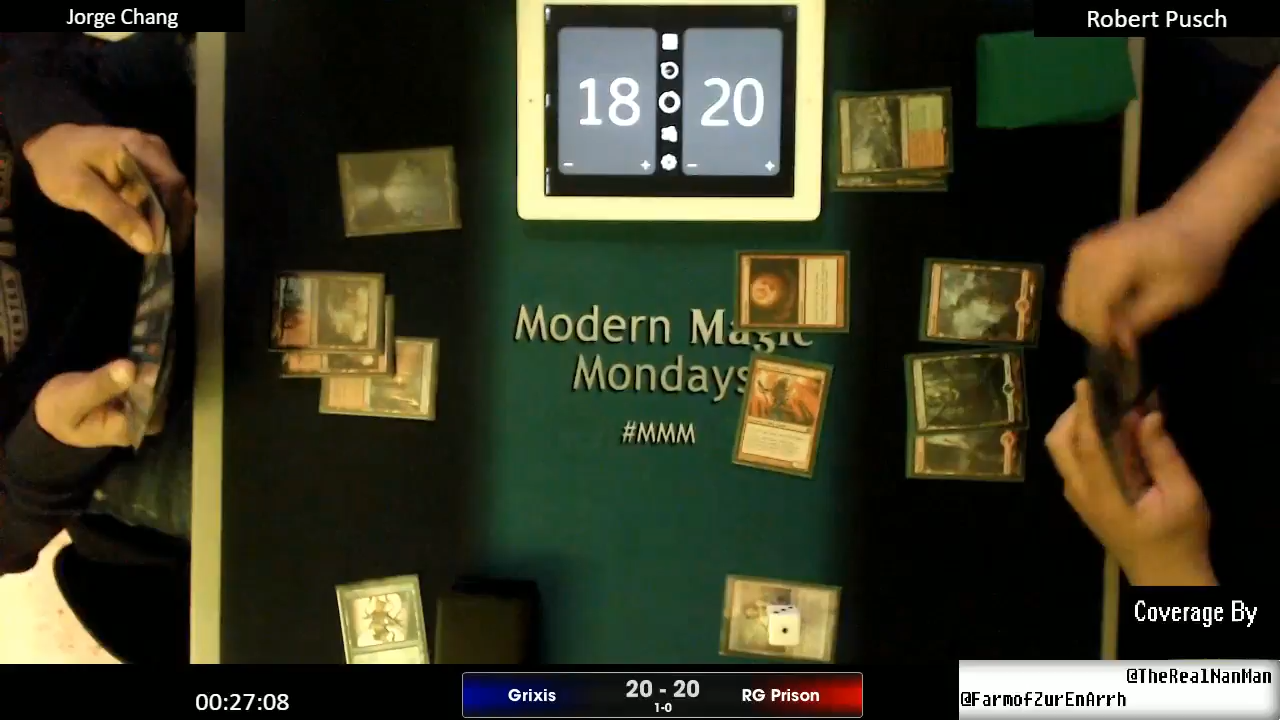 Jorge Chang
Robert Pusch
18 20
- + - +
Modern Magic
Mondays
#MMM
Coverage By
@TheRealNanMan
@FarmofZurEnArrh
00:27:08
Grixis
20 - 20
RG Prison
1-0